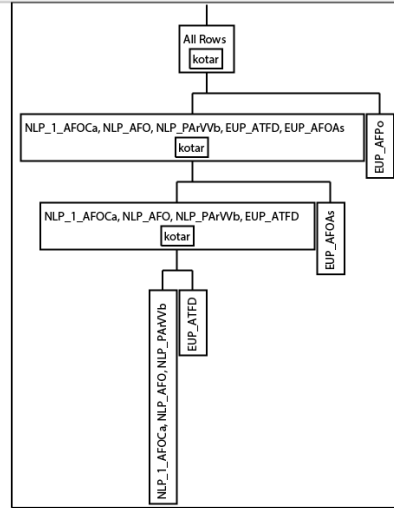 All Rows
kotar
NLP_1_AFOCa, NLP_AFO, NLP_PArVVb, EUP_ATFD, EUP_AFOAs
kotar
EUP_AFPo
NLP_1_AFOCa, NLP_AFO, NLP_PArVVb, EUP_ATFD
kotar
EUP_AFOAs
NLP_1_AFOCa, NLP_AFO, NLP_PArVVb
EUP_ATFD